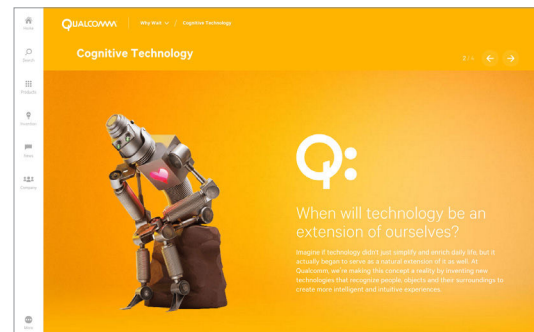 Home
QUALCOMM
Why Wait / Cognitive Technology
Search
Cognitive Technology
Products
Invention
News
Company
Q:
When will technology be an
extension of ourselves?
Imagine if technology didn't just simplify and enrich daily life, but it
actually began to serve as a natural extension of it as well. At
Qualcomm, we're making this concept a reality by inventing new
technologies that recognize people, objects and their surroundings to
create more intelligent and intuitive experiences.